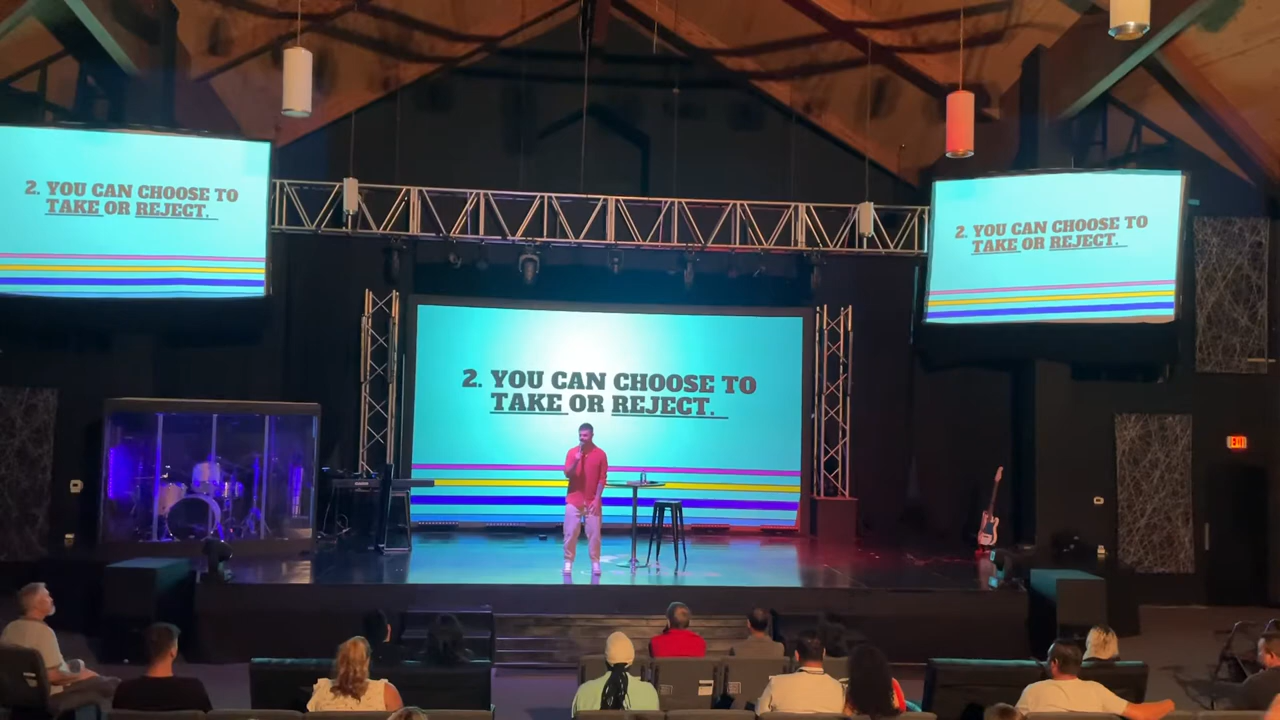 2. YOU CAN CHOOSE TO
TAKE OR REJECT.
2. YOU CAN CHOOSE TO
TAKE OR REJECT.
2. YOU CAN CHOOSE TO
TAKE OR REJECT.
EXIT